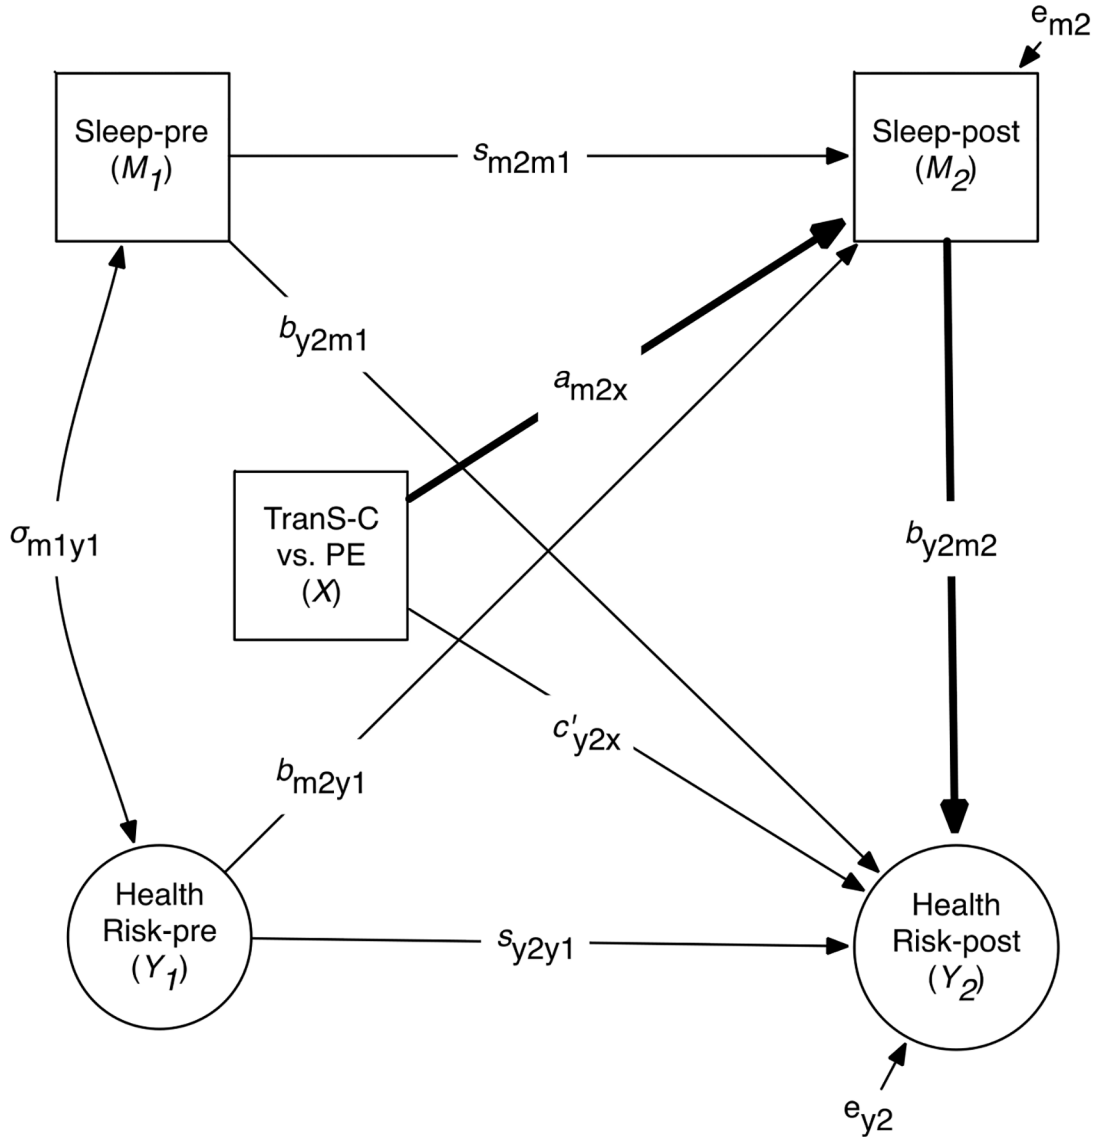 e_m2
Sleep-pre
(M_1)
s_m2m1
Sleep-post
(M_2)
b_y2m1
a_m2x
TranS-C
vs. PE
(X)
σ_m1y1
b_y2m2
c'_y2x
b_m2y1
Health
Risk-pre
(Y_1)
s_y2y1
Health
Risk-post
(Y_2)
e_y2